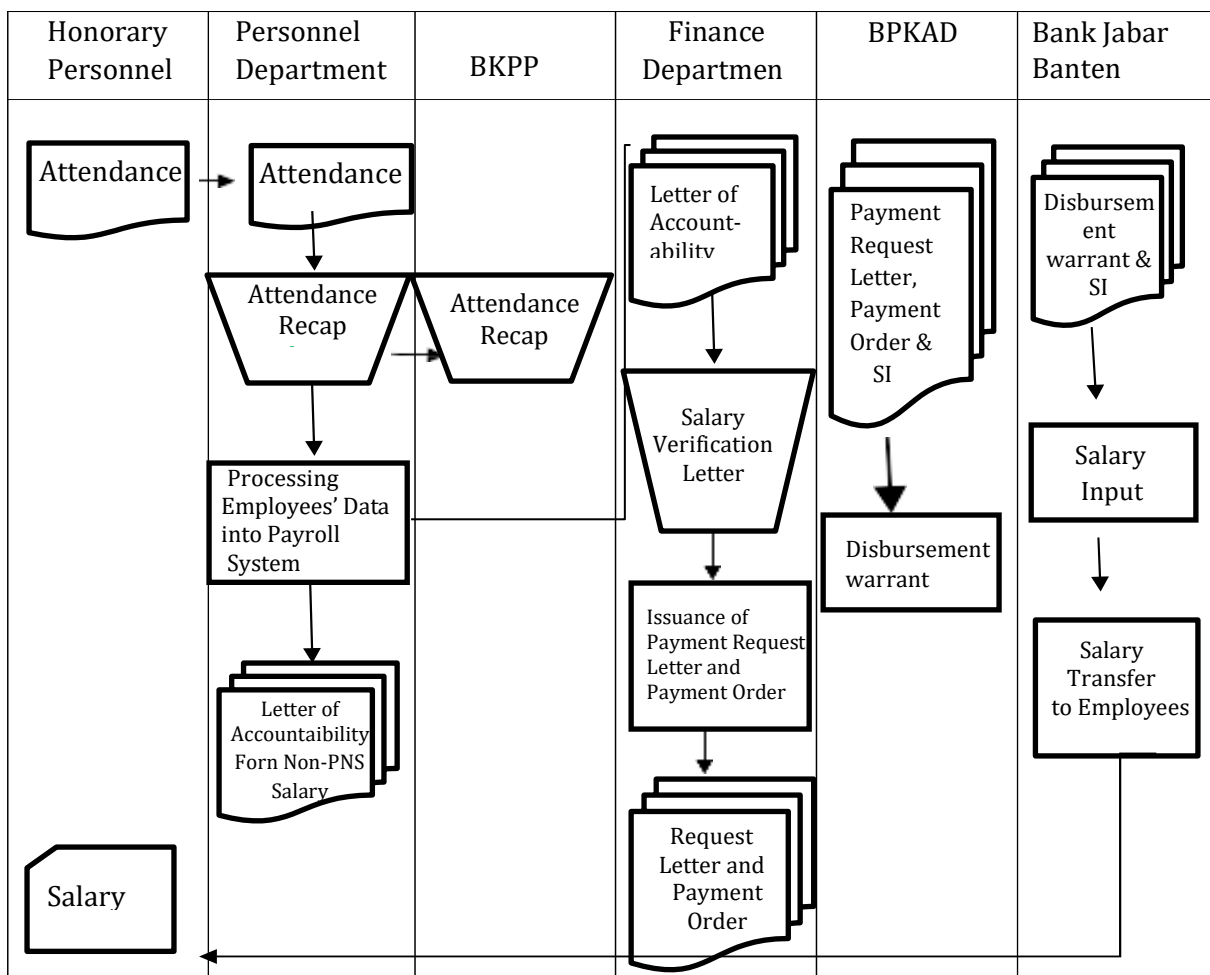 Honorary
Personnel
Personnel
Department
BKPP
Finance
Departmen
BPKAD
Bank Jabar
Banten
Attendance
Attendance
Attendance
Recap
Processing
Employees' Data
into Payroll
System
Letter of
Accountaibility
Forn Non-PNS
Salary
Attendance
Recap
Letter of
Account-
ability
Salary
Verification
Letter
Issuance of
Payment Request
Letter and
Payment Order
Request
Letter and
Payment
Order
Payment
Request
Letter,
Payment
Order &
SI
Disbursement
warrant
Disbursem
ent
warrant &
SI
Salary
Input
Salary
Transfer
to Employees
Salary